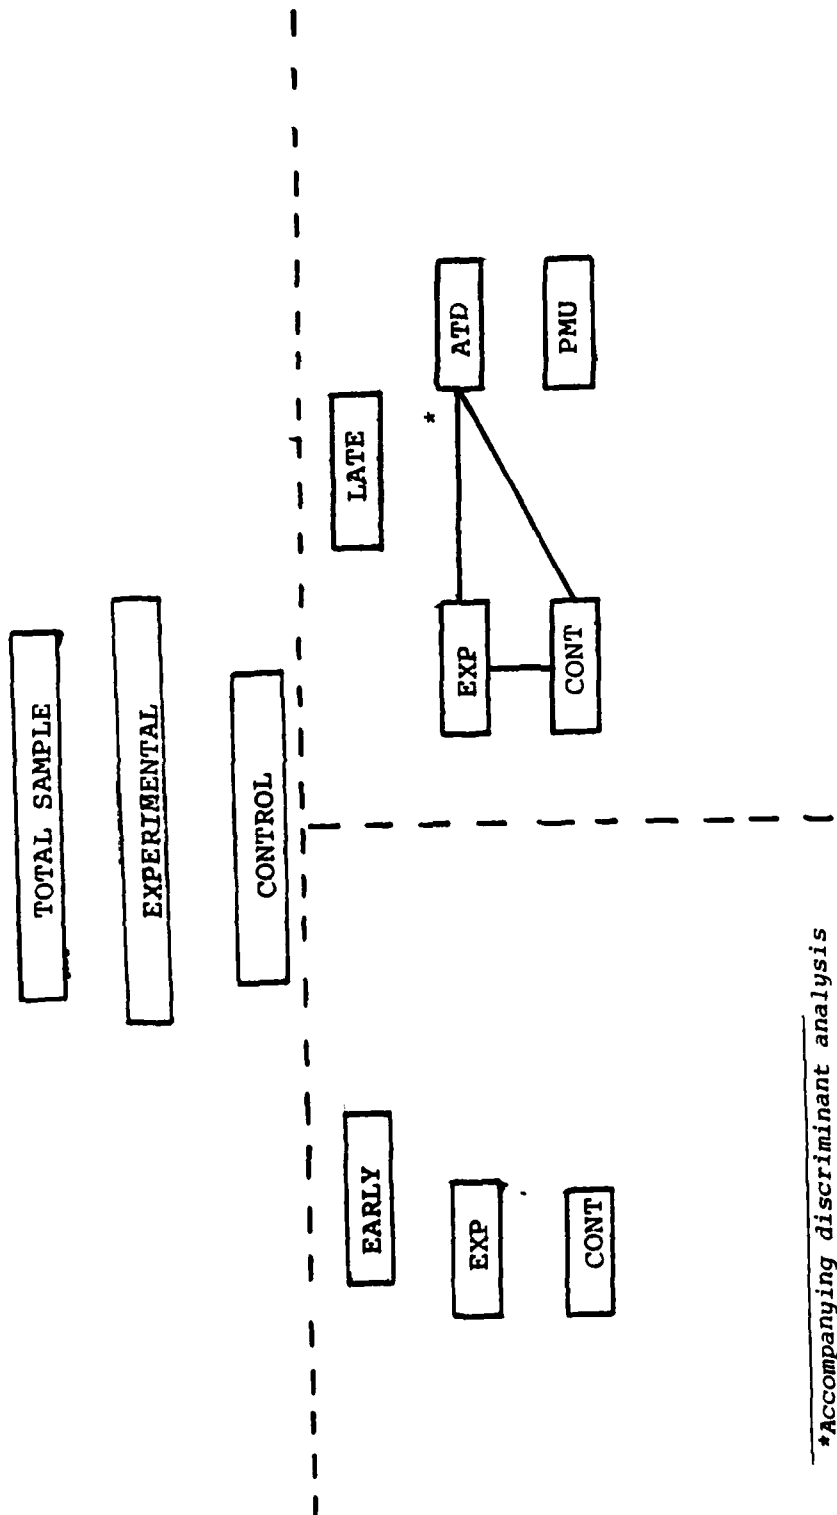 TOTAL SAMPLE
EXPERIMENTAL
CONTROL
EARLY
LATE
EXP
EXP
ATD
CONT
CONT
PMU
*
*Accompanying discriminant analysis